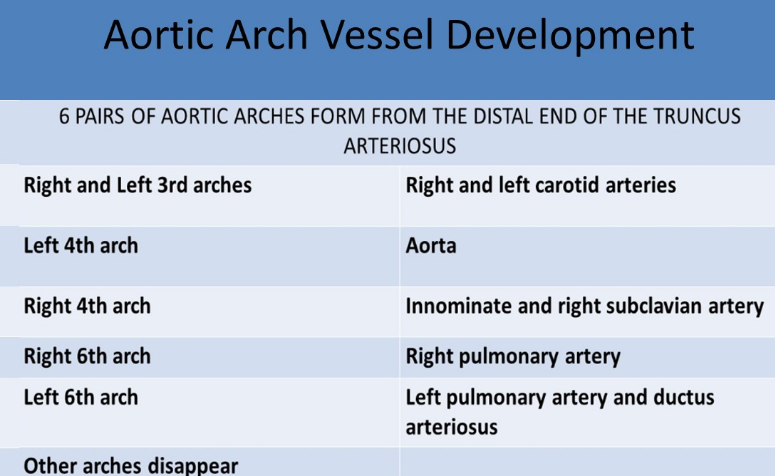 Aortic Arch Vessel Development
6 PAIRS OF AORTIC ARCHES FORM FROM THE DISTAL END OF THE TRUNCUS
ARTERIOSUS
Right and Left 3rd arches
Right and left carotid arteries
Left 4th arch
Aorta
Right 4th arch
Innominate and right subclavian artery
Right 6th arch
Right pulmonary artery
Left 6th arch
Left pulmonary artery and ductus
arteriosus
Other arches disappear